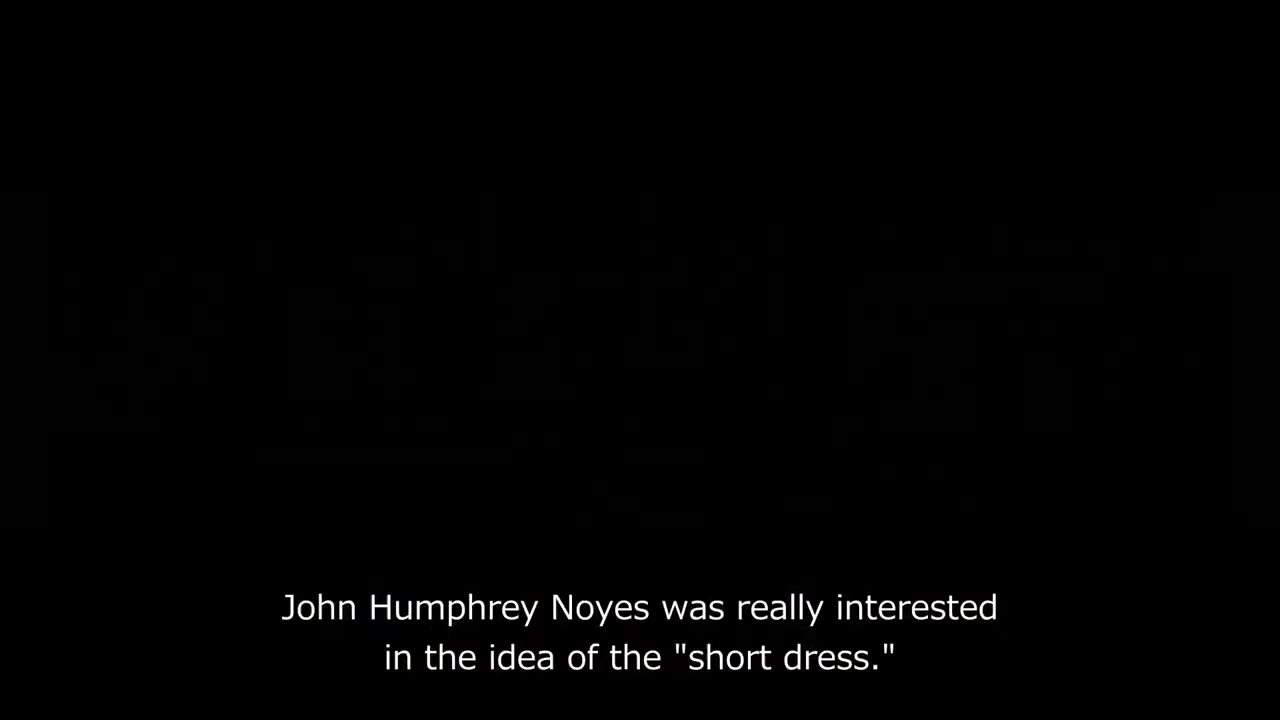 John Humphrey Noyes was really interested
in the idea of the "short dress."